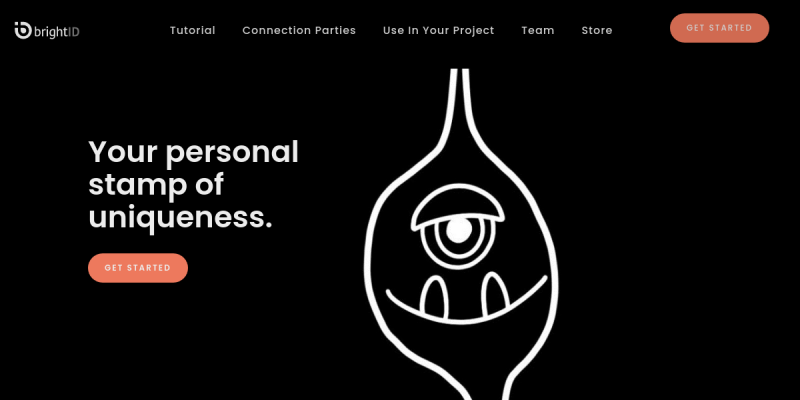 brightID
Tutorial
Connection Parties
Use In Your Project
Team
Store
GET STARTED
Your personal
stamp of
uniqueness.
GET STARTED